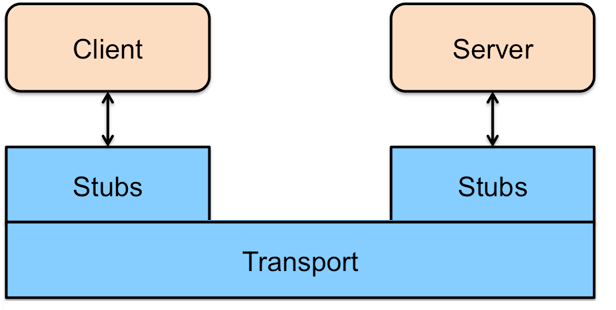 Client
Server
Stubs
Stubs
Transport